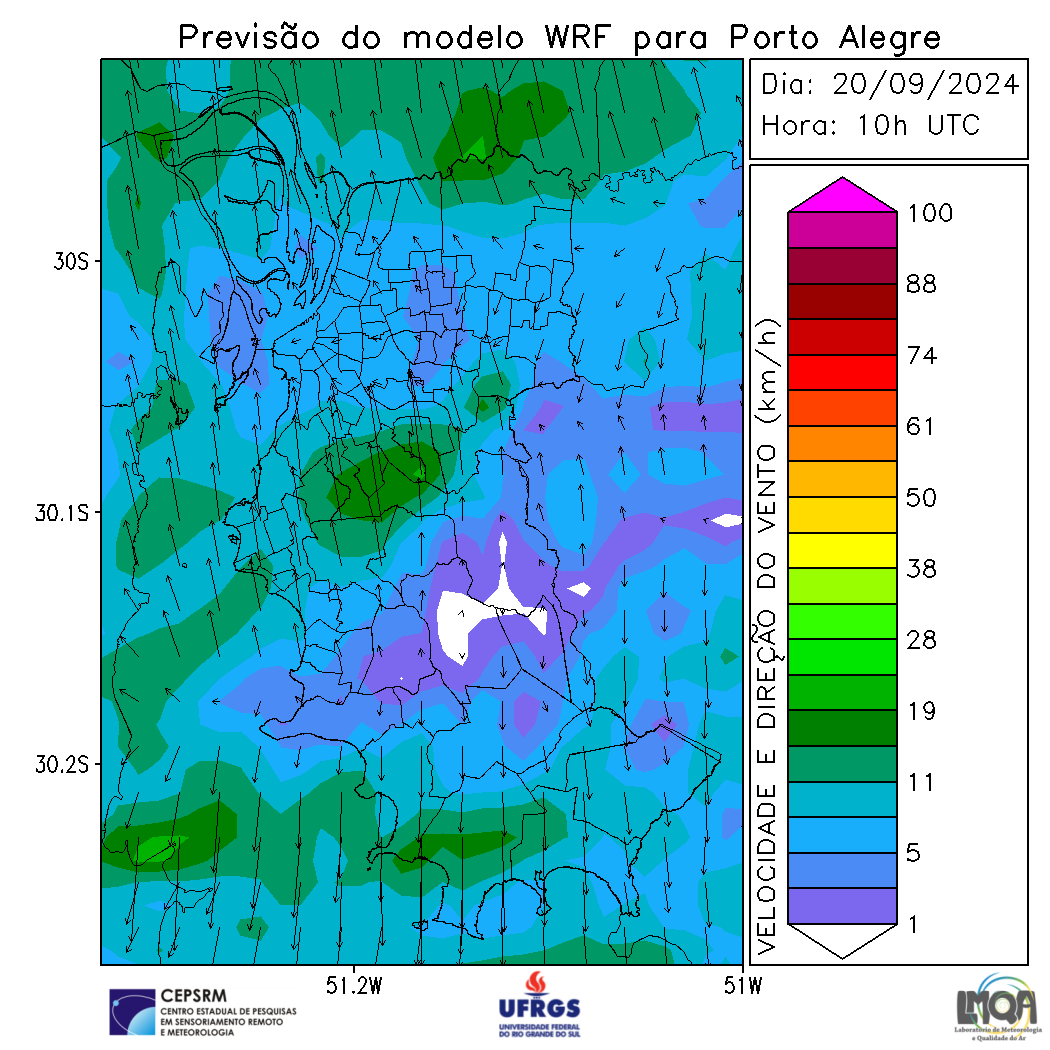 Previsão do modelo WRF para Porto Alegre
Dia: 20/09/2024
Hora: 10h UTC
30S
30.1S
30.2S
51.2W
51W
VELOCIDADE E DIREÇÃO DO VENTO (km/h)
100
88
74
61
50
38
28
19
11
5
1
CEPSRM
CENTRO ESTADUAL DE PESQUISAS
EM SENSORIAMENTO REMOTO
E METEOROLOGIA
UFRGS
UNIVERSIDADE FEDERAL
DO RIO GRANDE DO SUL
LMQA
Laboratório de Meteorologia
e Qualidade do Ar